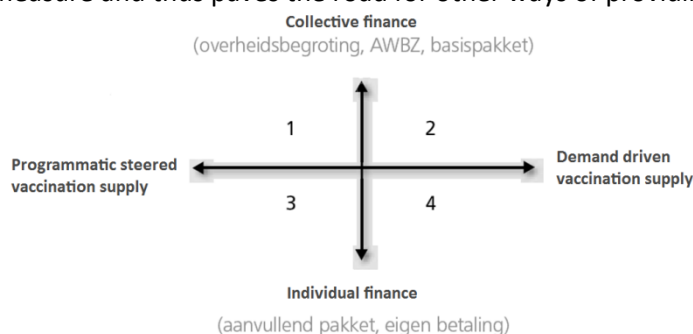 measure and thus paves the road for other ways of
Collective finance
(overheidsbegroting, AWBZ, basispakket)
1 2
Programmatic steered
vaccination supply
Demand driven
vaccination supply
3 4
Individual finance
(aanvullend pakket, eigen betaling)